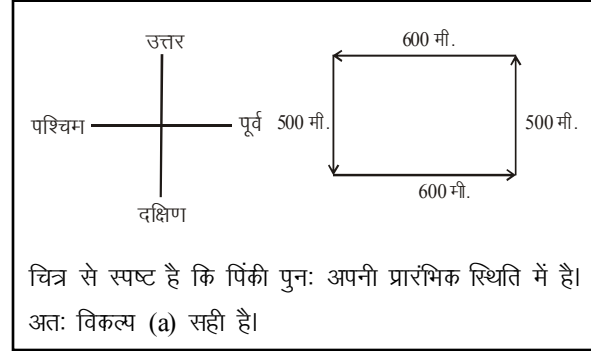 उत्तर
600 मी.
पश्चिम
पूर्व
500 मी.
500 मी.
600 मी.
दक्षिण
चित्र से स्पष्ट है कि पिंकी पुनः अपनी प्रारंभिक स्थिति में है।
अतः विकल्प (a) सही है।